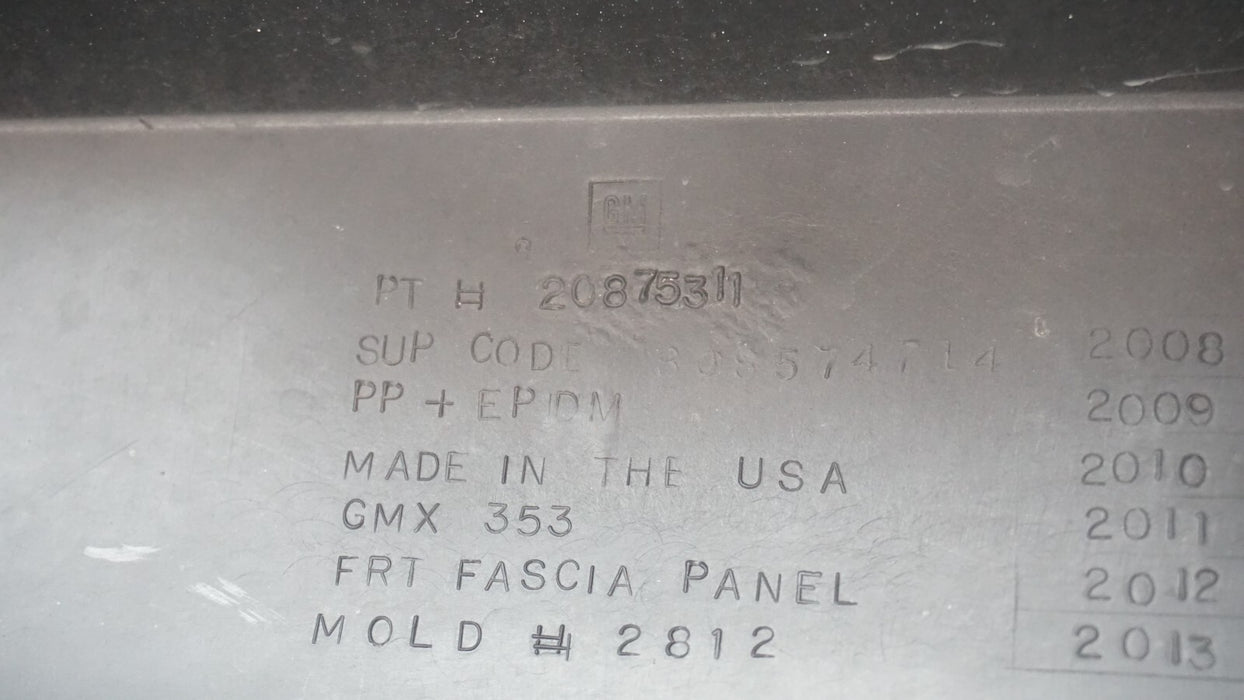 GM
PT # 20875311
SUP CODE
PP + EPDM
MADE IN THE USA
GMX 353
FRT FASCIA PANEL
MOLD # 2812
2008
2009
2010
2011
2012
2013